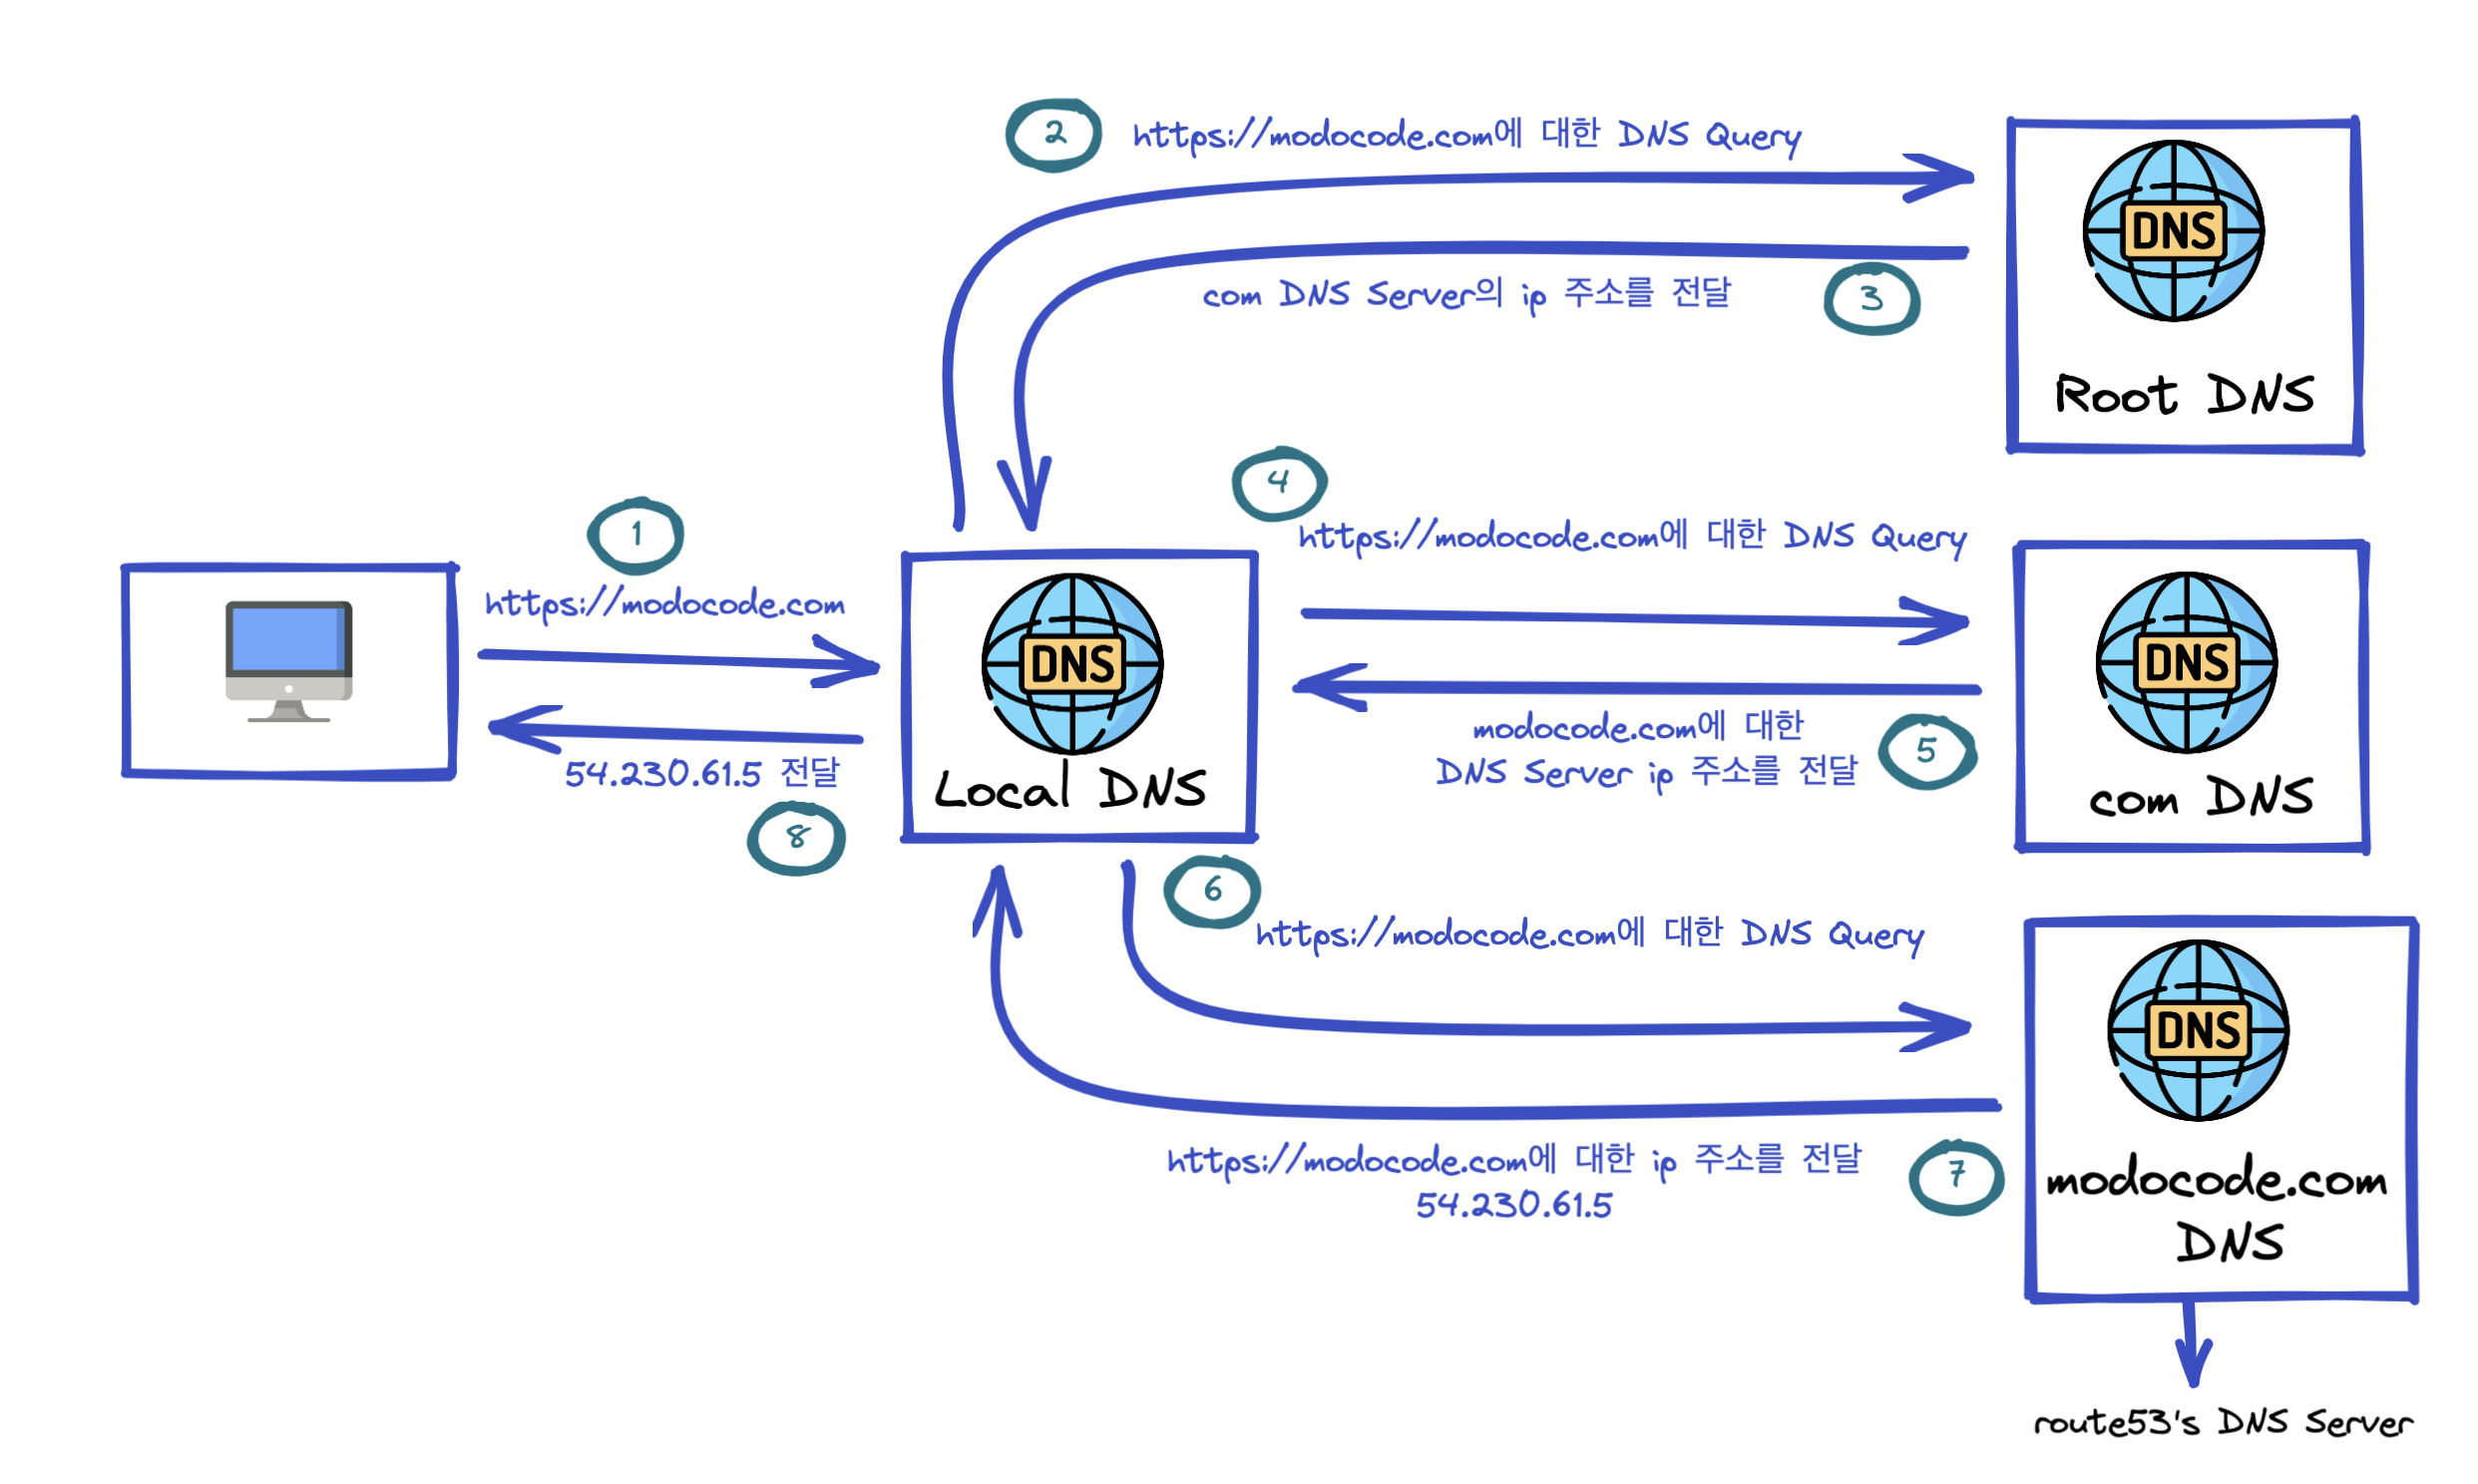 2
https://modocode.com에 대한 DNS Query
DNS
com DNS Server의 ip 주소를 전달
3
Root DNS
4
https://modocode.com에 대한 DNS Query
1
https://modocode.com
DNS
DNS
modocode.com에 대한
DNS Server ip 주소를 전달
5
54.230.61.5 전달
Local DNS
com DNS
8
6
https://modocode.com에 대한 DNS Query
DNS
https://modocode.com에 대한 ip 주소를 전달
54.230.61.5
7
modocode.com
DNS
route53's DNS Server